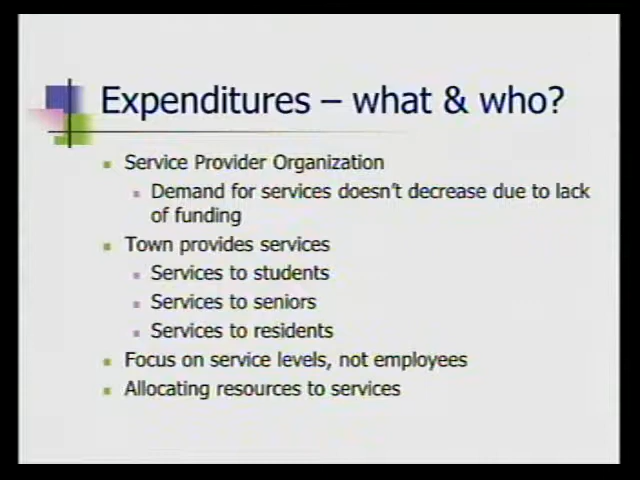 Expenditures – what & who?
Service Provider Organization
Demand for services doesn't decrease due to lack
of funding
Town provides services
Services to students
Services to seniors
Services to residents
Focus on service levels, not employees
Allocating resources to services